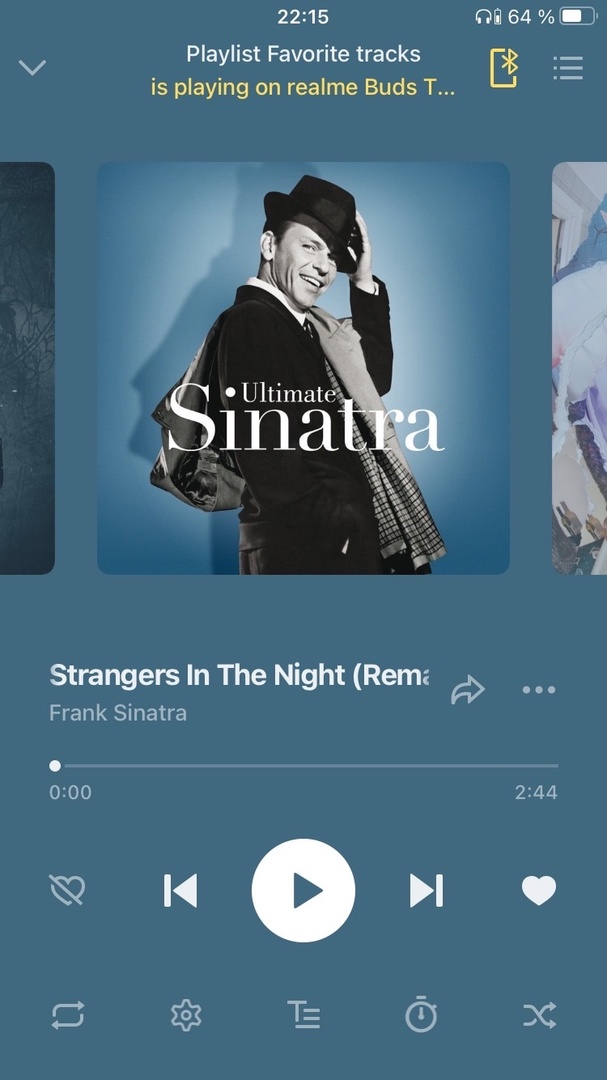 22:15
64 %
Playlist Favorite tracks
is playing on realme Buds T...
Ultimate
Sinatra
Strangers In The Night (Rema
Frank Sinatra
0:00
2:44